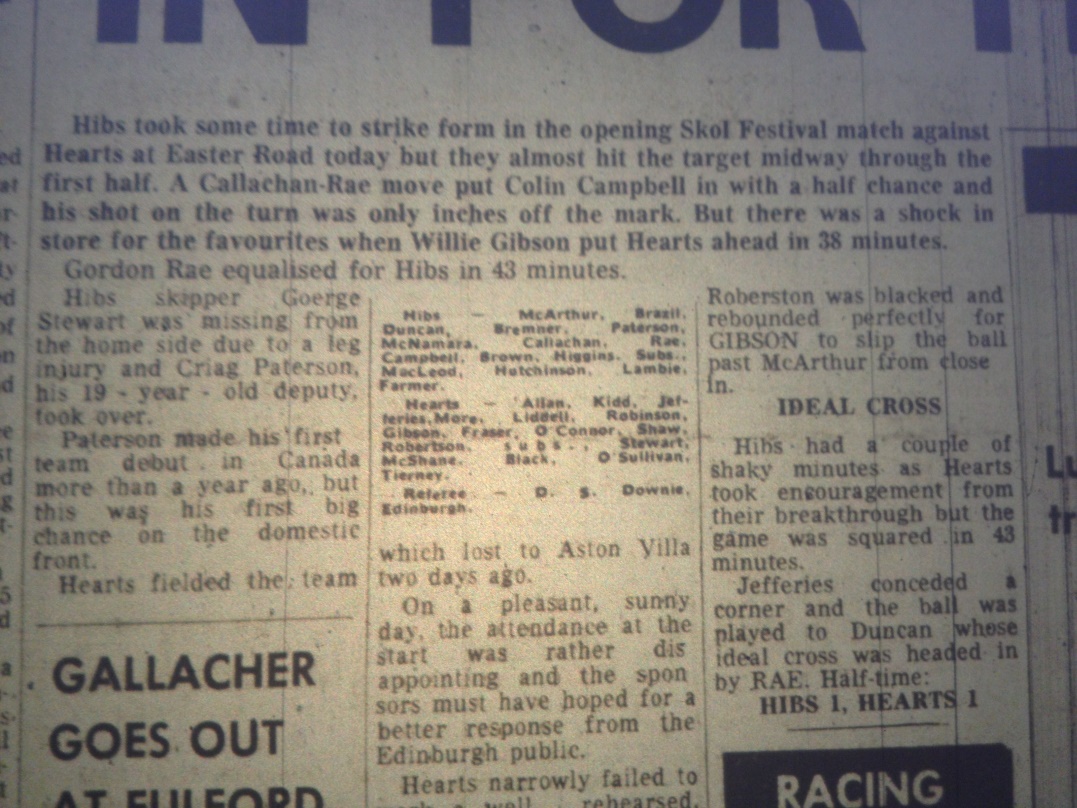 Hibs took some time to strike form in the opening Skol Festival match against
Hearts at Easter Road today but they almost hit the target midway through the
first half. A Callachan-Rae move put Colin Campbell in with a half chance and
his shot on the turn was only inches off the mark. But there was a shock in
store for the favourites when Willie Gibson put Hearts ahead in 38 minutes.
Gordon Rae equalised for Hibs in 43 minutes.
Hibs skipper Goerge
Stewart was missing from
the home side due to a leg
injury and Criag Paterson,
his 19 - year - old deputy,
took over.
Paterson made his first
team debut in Canada
more than a year ago, but
this was his first big
chance on the domestic
front.
Hearts fielded the team
GALLACHER
GOES OUT
AT FULFORD
Hibs — McArthur, Brazil,
Duncan, Bremner, Paterson,
McNamara, Callachan, Rae,
Campbell, Brown, Higgins. Subs.,
MacLeod, Hutchinson, Lambie,
Farmer.
Hearts — Allan, Kidd, Jef-
feries, More, Liddell, Robinson,
Gibson, Fraser, O'Connor, Shaw,
Robertson. Subs., Stewart,
McShane, Black, O'Sullivan,
Tierney.
Referee — D. S. Downie,
Edinburgh.
which lost to Aston Villa
two days ago.
On a pleasant, sunny
day, the attendance at the
start was rather dis
appointing and the spon
sors must have hoped for a
better response from the
Edinburgh public.
Hearts narrowly failed to
well - rehearsed,
Roberston was blacked and
rebounded perfectly for
GIBSON to slip the ball
past McArthur from close
in.
IDEAL CROSS
Hibs had a couple of
shaky minutes as Hearts
took encouragement from
their breakthrough but the
game was squared in 43
minutes.
Jefferies conceded a
corner and the ball was
played to Duncan whose
ideal cross was headed in
by RAE. Half-time:
HIBS 1, HEARTS 1
RACING